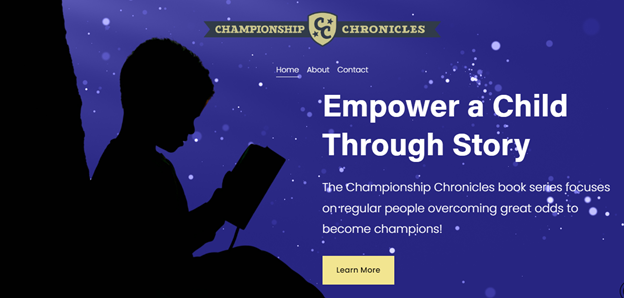 CHAMPIONSHIP CC CHRONICLES
Home About Contact
Empower a Child
Through Story
The Championship Chronicles book series focuses
on regular people overcoming great odds to
become champions!
Learn More